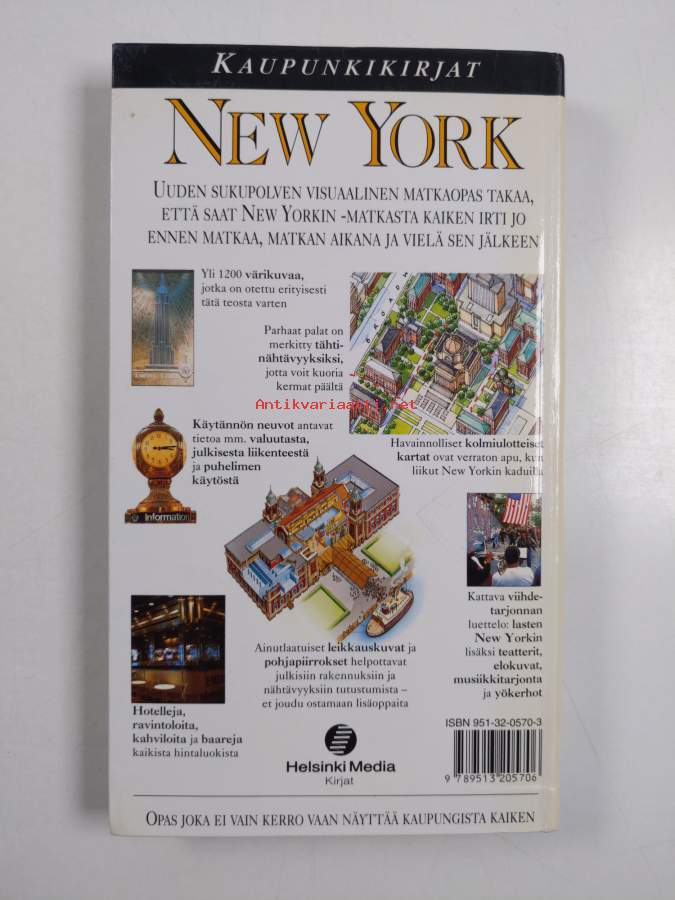 KAUPUNKIKIRJAT
NEW YORK
UUDEN SUKUPOLVEN VISUAALINEN MATKAOPAS TAKAA,
ETTÄ SAAT NEW YORKIN -MATKASTA KAIKEN IRTI JO
ENNEN MATKAA, MATKAN AIKANA JA VIELÄ SEN JÄLKEEN
Yli 1200 värikuvaa,
jotka on otettu erityisesti
tätä teosta varten
Parhaat palat on
merkitty tähti-
nähtävyyksiksi,
jotta voit kuoria
kermat päältä
Antikvariaatti.net
Käytännön neuvot antavat
tietoa mm. valuutasta,
julkisesta liikenteestä
ja puhelimen
käytöstä
Information
Havainnolliset kolmiulotteiset
kartat ovat verraton apu, kun
liikut New Yorkin kaduilla
Kattava viihde-
tarjonnan
luettelo: lasten
New Yorkin
lisäksi teatterit,
elokuvat,
musiikkitarjonta
ja yökerhot
Ainutlaatuiset leikkauskuvat ja
pohjapiirrokset helpottavat
julkisiin rakennuksiin ja
nähtävyyksiin tutustumista –
et joudu ostamaan lisäoppaita
Hotelleja,
ravintoloita,
kahviloita ja baareja
kaikista hintaluokista
Helsinki Media
Kirjat
ISBN 951-32-0570-3
9 789513 205706
OPAS JOKA EI VAIN KERRO VAAN NÄYTTÄÄ KAUPUNGISTA KAIKEN